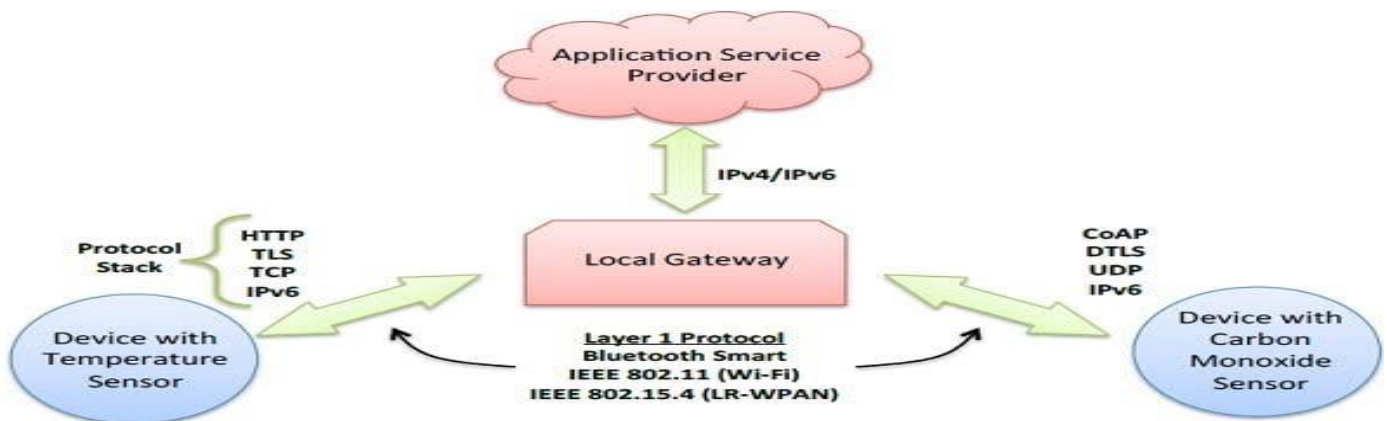 Application Service
Provider
IPv4/IPv6
Protocol
Stack
HTTP
TLS
TCP
IPv6
Local Gateway
CoAP
DTLS
UDP
IPv6
Device with
Temperature
Sensor
Layer 1 Protocol
Bluetooth Smart
IEEE 802.11 (Wi-Fi)
IEEE 802.15.4 (LR-WPAN)
Device with
Carbon
Monoxide
Sensor